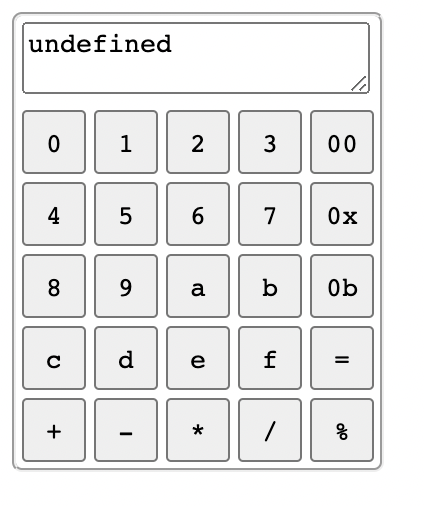 undefined
0 1 2 3 00
4 5 6 7 0x
8 9 a b 0b
c d e f =
+ - * / %